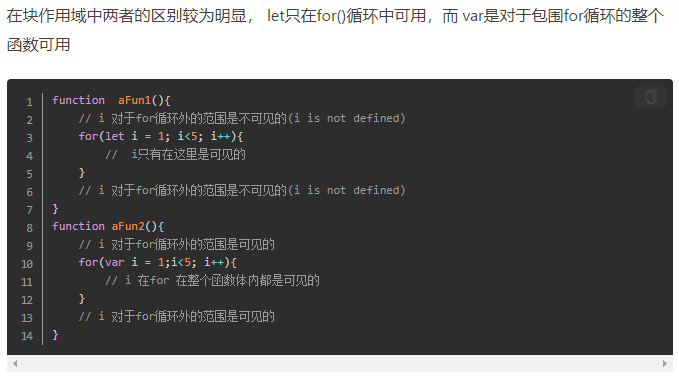 在块作用域中两者的区别较为明显， let只在for()循环中可用，而 var是对于包围for循环的整个
函数可用
1 function  aFun1(){
2     // i 对于for循环外的范围是不可见的(i is not defined)
3     for(let i = 1; i<5; i++){
4         //  i只有在这里是可见的
5     }
6     // i 对于for循环外的范围是不可见的(i is not defined)
7 }
8 function aFun2(){
9     // i 对于for循环外的范围是可见的
10     for(var i = 1;i<5; i++){
11         // i 在for 在整个函数体内都是可见的
12     }
13     // i 对于for循环外的范围是可见的
14 }